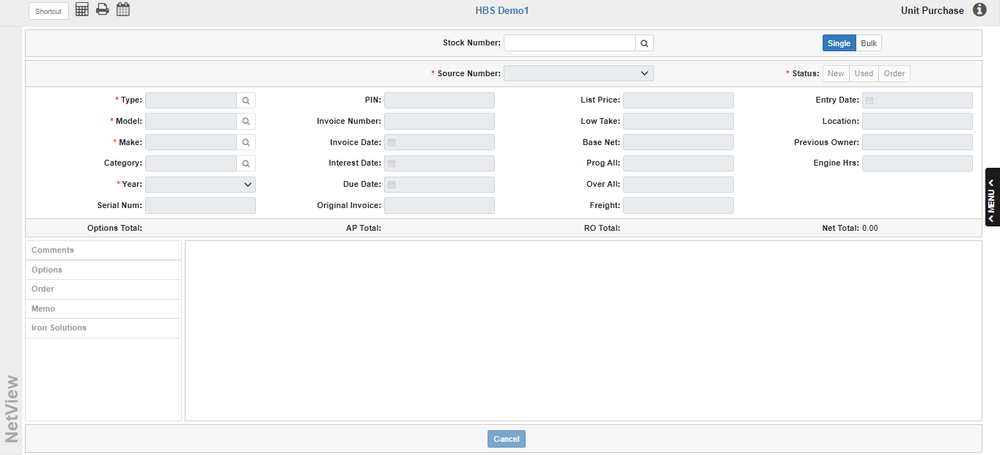 Shortcut HBS Demo1 Unit Purchase
Stock Number: Single Bulk
* Source Number: * Status: New Used Order
* Type: PIN: List Price: Entry Date:
* Model: Invoice Number: Low Take: Location:
* Make: Invoice Date: Base Net: Previous Owner:
Category: Interest Date: Prog All: Engine Hrs:
* Year: Due Date: Over All:
Serial Num: Original Invoice: Freight:
MENU
Options Total: AP Total: RO Total: Net Total: 0.00
Comments
Options
Order
Memo
Iron Solutions
NetView
Cancel